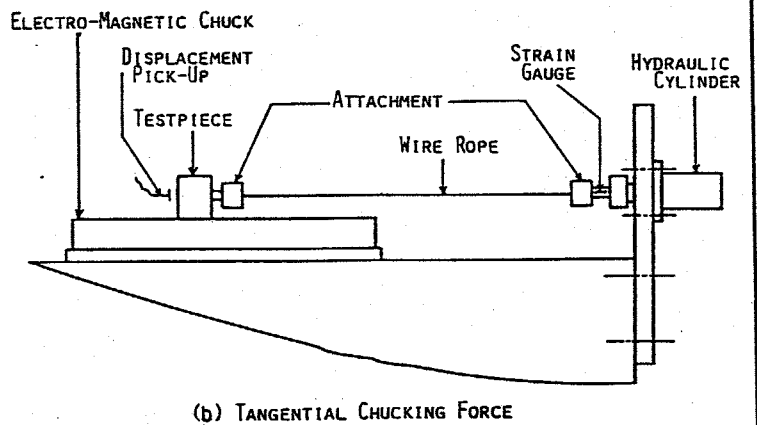 ELECTRO-MAGNETIC CHUCK
DISPLACEMENT
PICK-UP
TESTPIECE
ATTACHMENT
WIRE ROPE
STRAIN
GAUGE
HYDRAULIC
CYLINDER
(b) TANGENTIAL CHUCKING FORCE